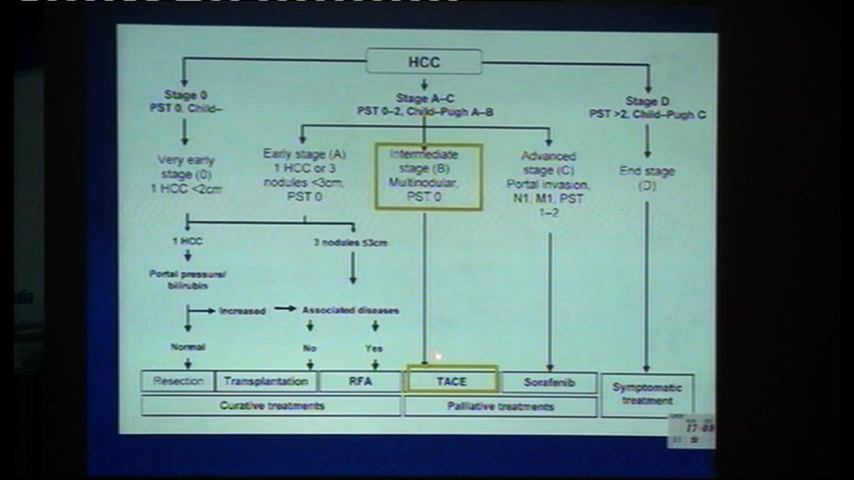 HCC
Stage 0
PST 0, Child–
Stage A–C
PST 0–2, Child–Pugh A–B
Stage D
PST >2, Child–Pugh C
Very early
stage (0)
1 HCC <2cm
Early stage (A)
1 HCC or 3
nodules <3cm,
PST 0
Intermediate
stage (B)
Multinodular,
PST 0
Advanced
stage (C)
Portal invasion,
N1, M1, PST
1–2
End stage
(D)
1 HCC
3 nodules ≤3cm
Portal pressure/
bilirubin
Increased
Associated diseases
Normal
No
Yes
Resection
Transplantation
RFA
TACE
Sorafenib
Symptomatic
treatment
Curative treatments
Palliative treatments